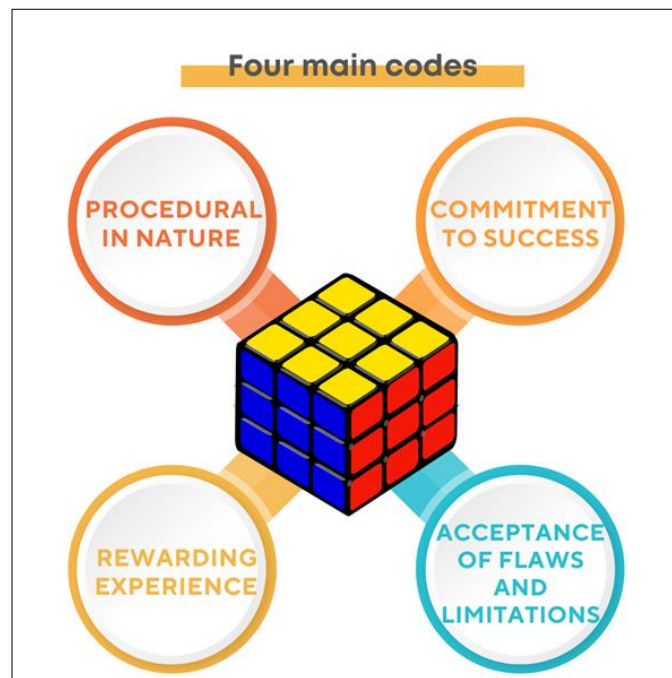 Four main codes
PROCEDURAL
IN NATURE
COMMITMENT
TO SUCCESS
REWARDING
EXPERIENCE
ACCEPTANCE
OF FLAWS
AND
LIMITATIONS